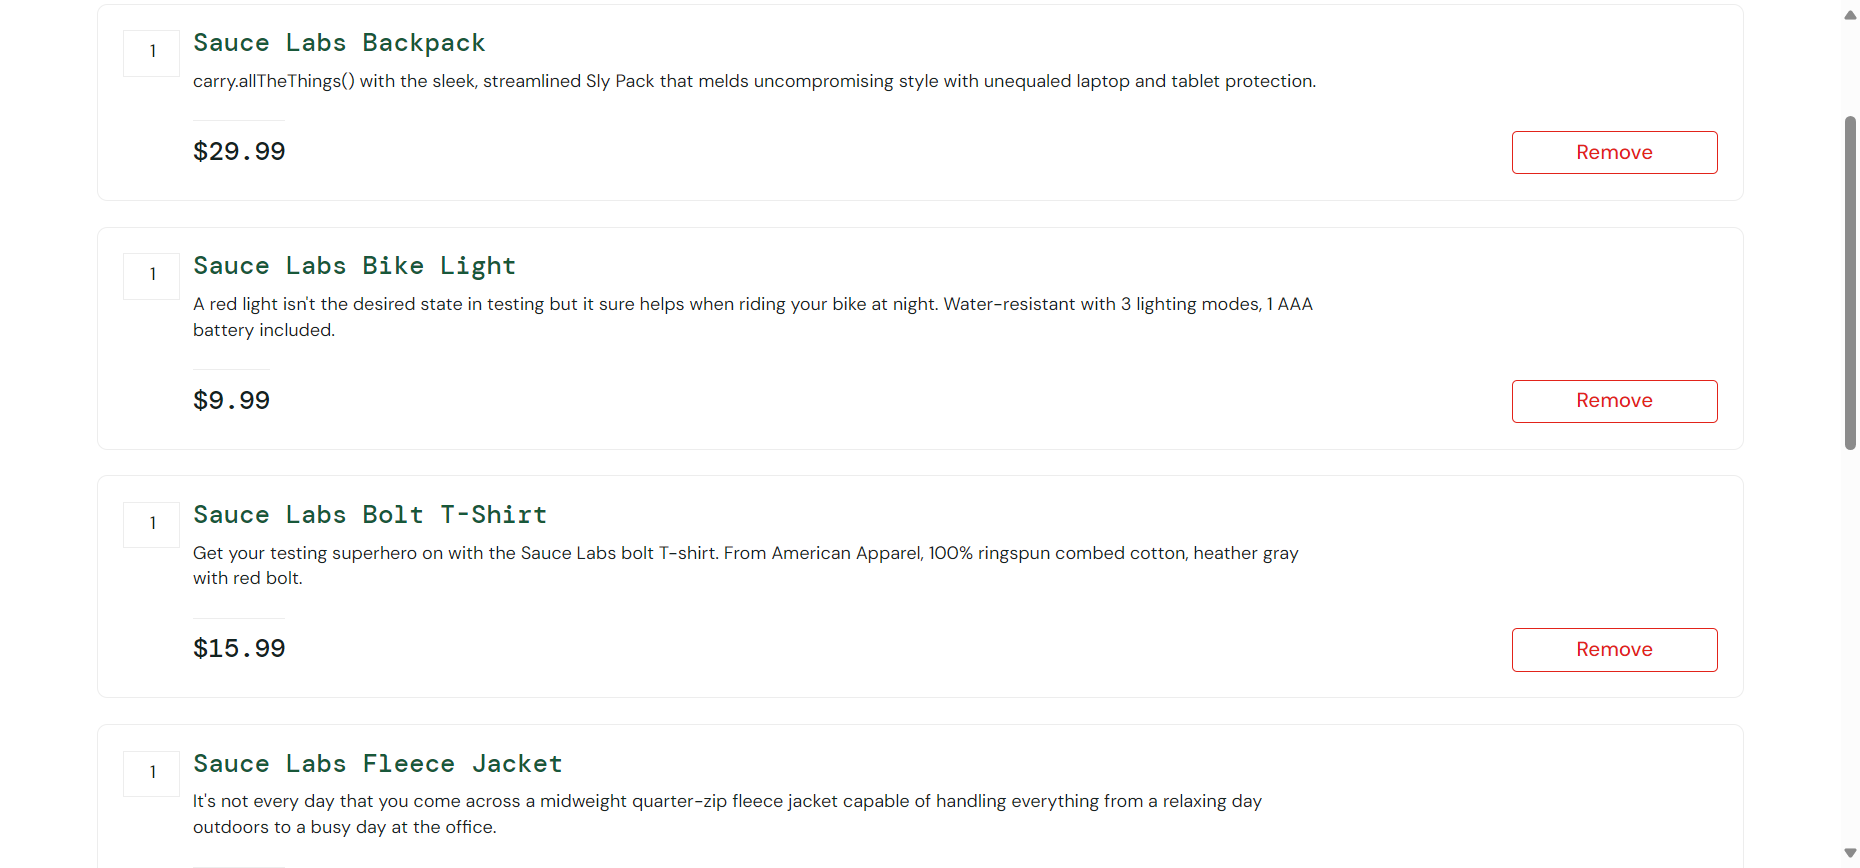 1
Sauce Labs Backpack
carry.allTheThings() with the sleek, streamlined Sly Pack that melds uncompromising style with unequaled laptop and tablet protection.
$29.99
Remove
1
Sauce Labs Bike Light
A red light isn't the desired state in testing but it sure helps when riding your bike at night. Water-resistant with 3 lighting modes, 1 AAA
battery included.
$9.99
Remove
1
Sauce Labs Bolt T-Shirt
Get your testing superhero on with the Sauce Labs bolt T-shirt. From American Apparel, 100% ringspun combed cotton, heather gray
with red bolt.
$15.99
Remove
1
Sauce Labs Fleece Jacket
It's not every day that you come across a midweight quarter-zip fleece jacket capable of handling everything from a relaxing day
outdoors to a busy day at the office.